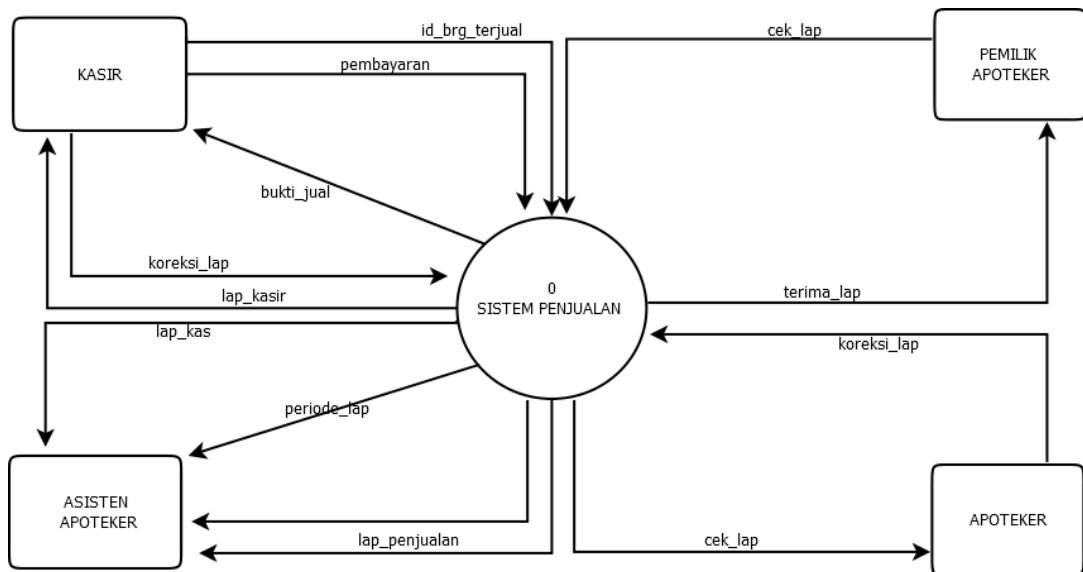 id_brg_terjual
cek_lap
KASIR
pembayaran
PEMILIK
APOTEKER
bukti_jual
koreksi_lap
0
SISTEM PENJUALAN
lap_kasir
terima_lap
lap_kas
koreksi_lap
periode_lap
ASISTEN
APOTEKER
APOTEKER
lap_penjualan
cek_lap